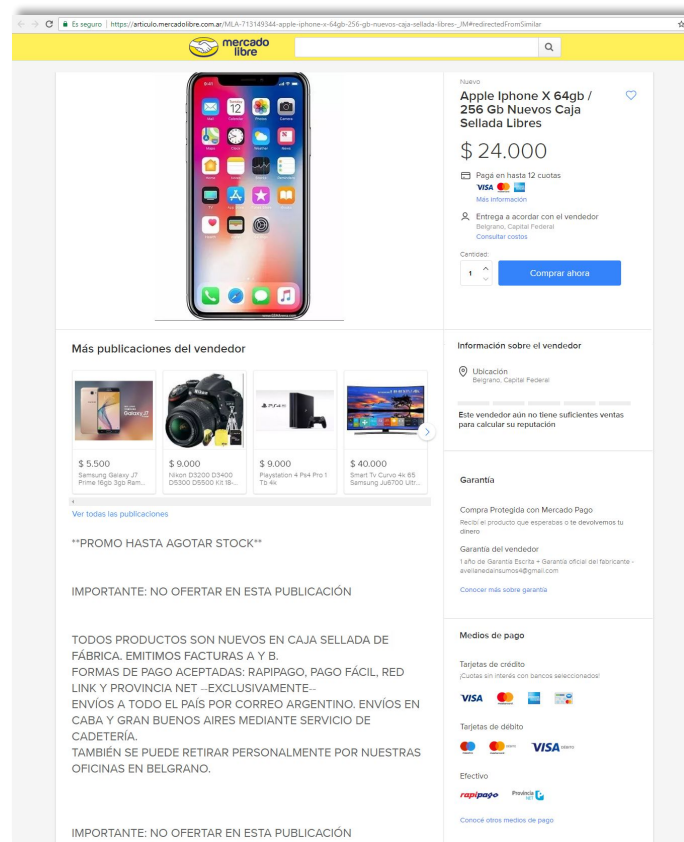 Es seguro | https://articulo.mercadolibre.com.ar/MLA-713149344-apple-iphone-x-64gb-256-gb-nuevos-caja-sellada-libres-_JM#redirectedFromSimilar
mercado
libre
Nuevo
Apple Iphone X 64gb /
256 Gb Nuevos Caja
Sellada Libres
$ 24.000
Pagá en hasta 12 cuotas
VISA
Más información
Entrega a acordar con el vendedor
Belgrano, Capital Federal
Consultar costos
Cantidad:
1
Comprar ahora
Más publicaciones del vendedor
$ 5.500
Samsung Galaxy J7
Prime 16gb 3gb Ram...
$ 9.000
Nikon D3200 D3400
D5300 D5500 Kit 18-...
$ 9.000
Playstation 4 Ps4 Pro 1
Tb 4k
$ 40.000
Smart Tv Curvo 4k 65
Samsung Ju6700 Ultr...
Ver todas las publicaciones
**PROMO HASTA AGOTAR STOCK**
IMPORTANTE: NO OFERTAR EN ESTA PUBLICACIÓN
TODOS PRODUCTOS SON NUEVOS EN CAJA SELLADA DE
FÁBRICA. EMITIMOS FACTURAS A Y B.
FORMAS DE PAGO ACEPTADAS: RAPIPAGO, PAGO FÁCIL, RED
LINK Y PROVINCIA NET --EXCLUSIVAMENTE--
ENVÍOS A TODO EL PAÍS POR CORREO ARGENTINO. ENVÍOS EN
CABA Y GRAN BUENOS AIRES MEDIANTE SERVICIO DE
CADETERÍA.
TAMBIÉN SE PUEDE RETIRAR PERSONALMENTE POR NUESTRAS
OFICINAS EN BELGRANO.
IMPORTANTE: NO OFERTAR EN ESTA PUBLICACIÓN
Información sobre el vendedor
Ubicación
Belgrano, Capital Federal
Este vendedor aún no tiene suficientes ventas
para calcular su reputación
Garantía
Compra Protegida con Mercado Pago
Recibí el producto que esperabas o te devolvemos tu
dinero
Garantía del vendedor
1 año de Garantía Escrita + Garantía oficial del fabricante -
avellanedainsumos4@gmail.com
Conocer más sobre garantía
Medios de pago
Tarjetas de crédito
¡Cuotas sin interés con bancos seleccionados!
VISA
Tarjetas de débito
VISA
Efectivo
rapipago
Provincia
NET
Conocé otros medios de pago